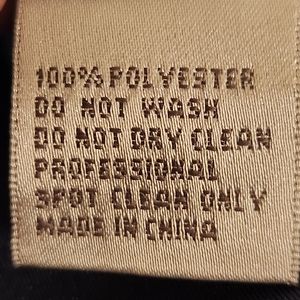 100% POLYESTER
DO NOT WASH
DO NOT DRY CLEAN
PROFESSIONAL
SPOT CLEAN ONLY
MADE IN CHINA